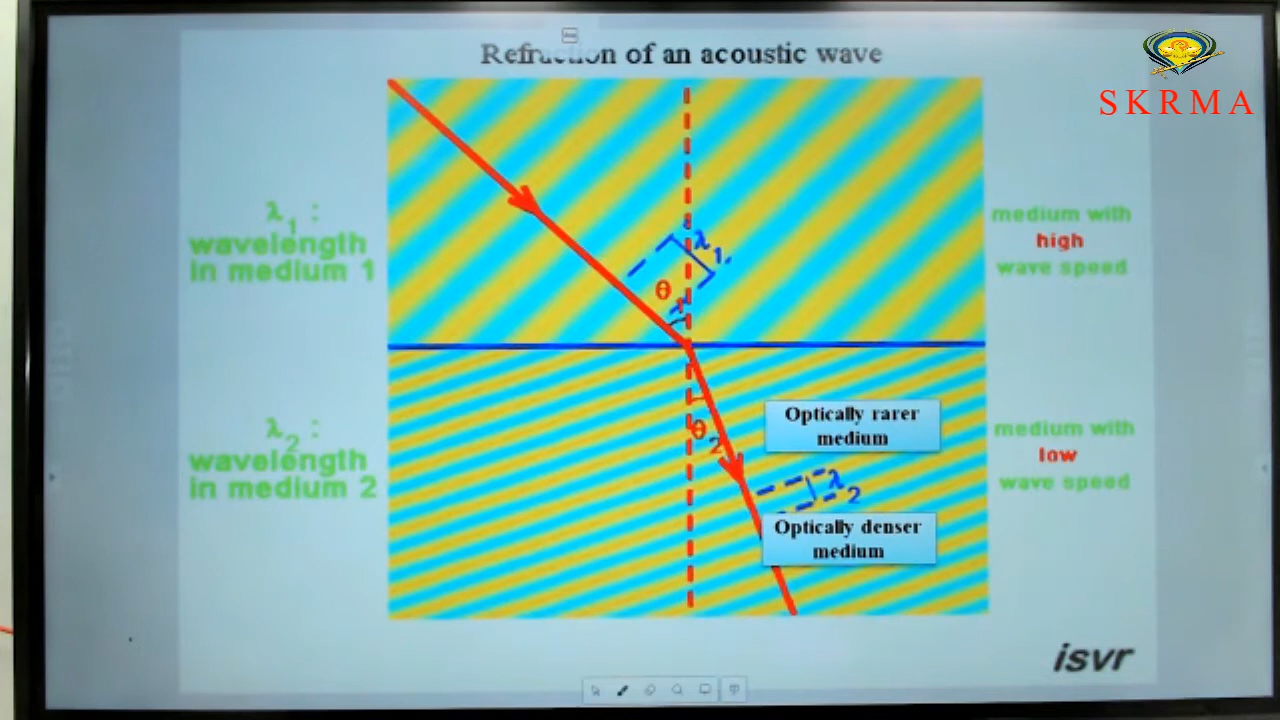 Refraction of an acoustic wave
SKRMA
λ1 :
wavelength
in medium 1
medium with
high
wave speed
λ1.
θ1
λ2 :
wavelength
in medium 2
Optically rarer
medium
medium with
low
wave speed
θ2
λ2
Optically denser
medium
isvr